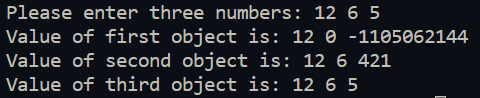 Please enter three numbers: 12 6 5
Value of first object is: 12 0 -1105062144
Value of second object is: 12 6 421
Value of third object is: 12 6 5